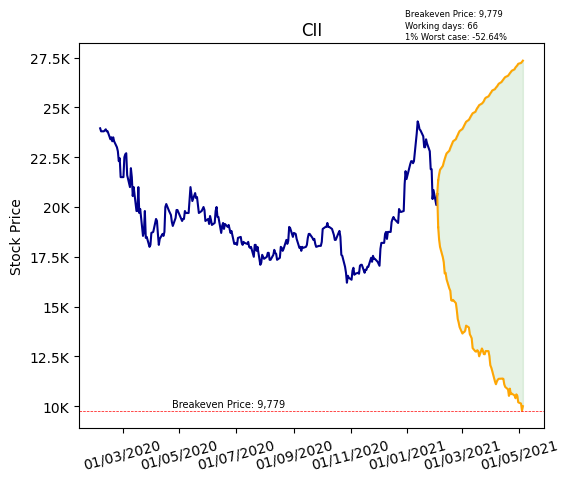 Breakeven Price: 9,779
Working days: 66
1% Worst case: -52.64%
CII
Stock Price
27.5K
25K
22.5K
20K
17.5K
15K
12.5K
10K
Breakeven Price: 9,779
01/03/2020
01/05/2020
01/07/2020
01/09/2020
01/11/2020
01/01/2021
01/03/2021
01/05/2021